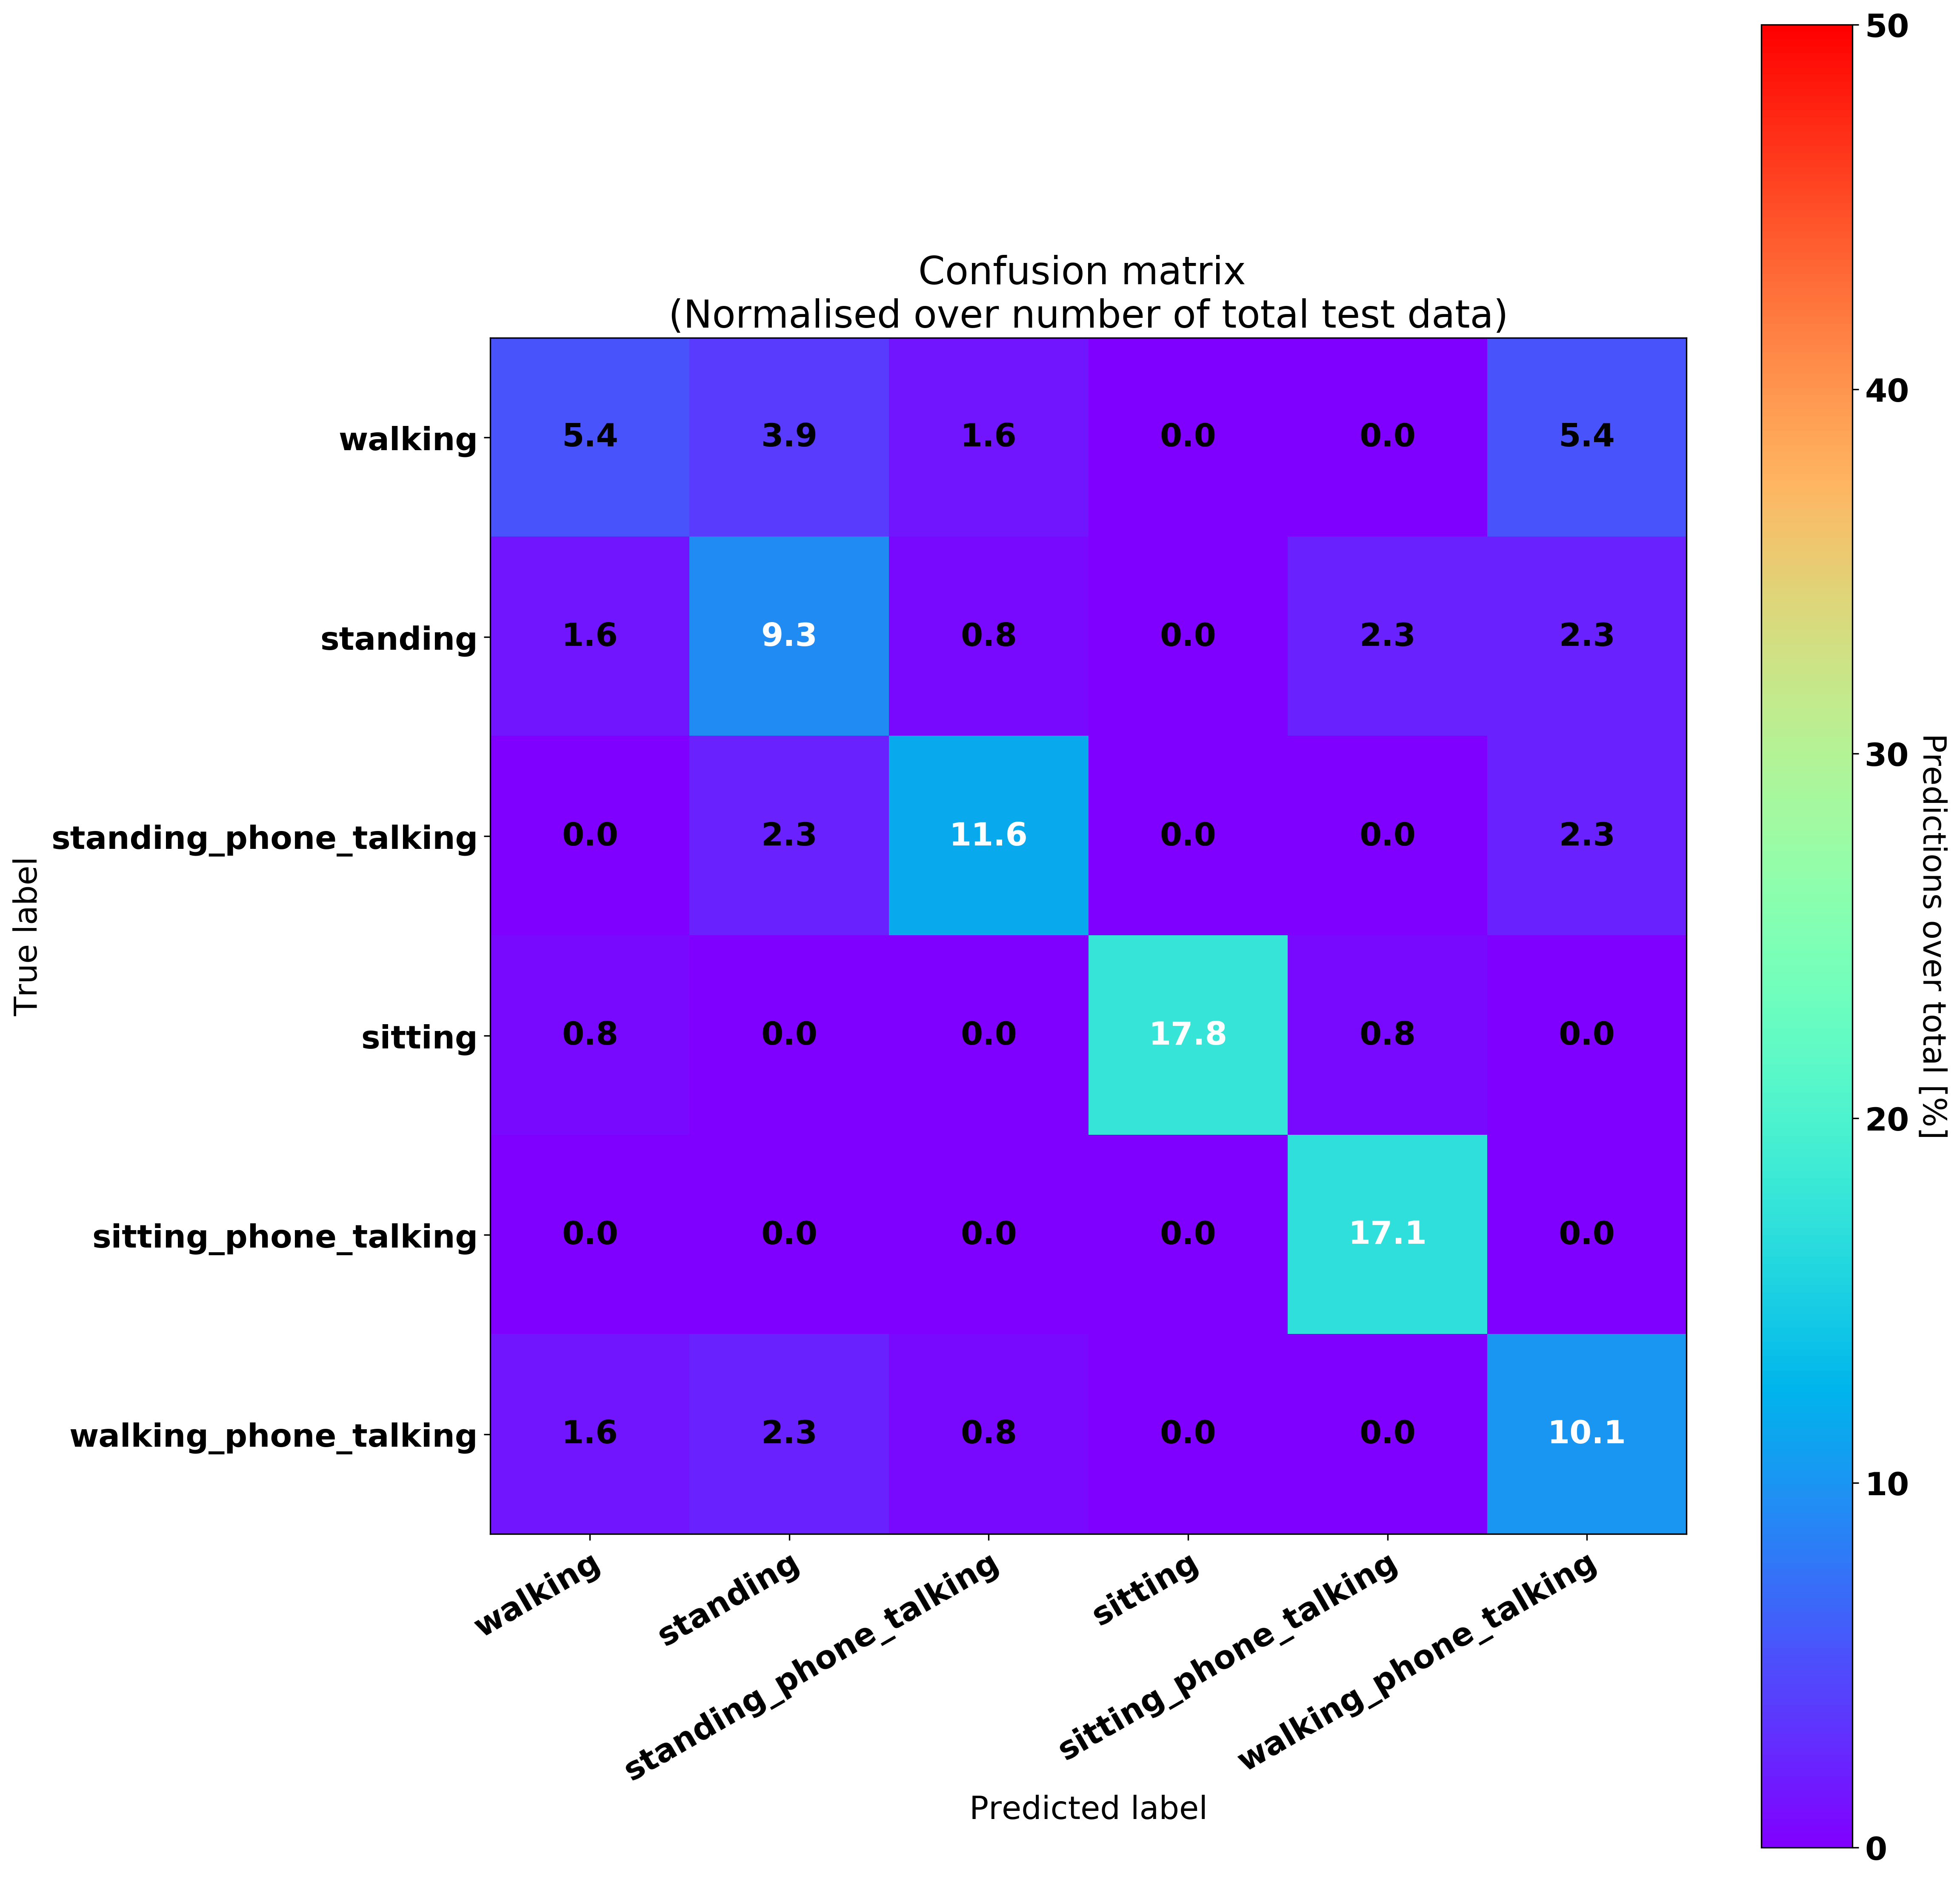 Confusion matrix
(Normalised over number of total test data)
walking 5.4 3.9 1.6 0.0 0.0 5.4
standing 1.6 9.3 0.8 0.0 2.3 2.3
standing_phone_talking 0.0 2.3 11.6 0.0 0.0 2.3
sitting 0.8 0.0 0.0 17.8 0.8 0.0
sitting_phone_talking 0.0 0.0 0.0 0.0 17.1 0.0
walking_phone_talking 1.6 2.3 0.8 0.0 0.0 10.1
True label
walking
standing
standing_phone_talking
sitting
sitting_phone_talking
walking_phone_talking
Predicted label
50
40
30
20
10
0
Predictions over total [%]